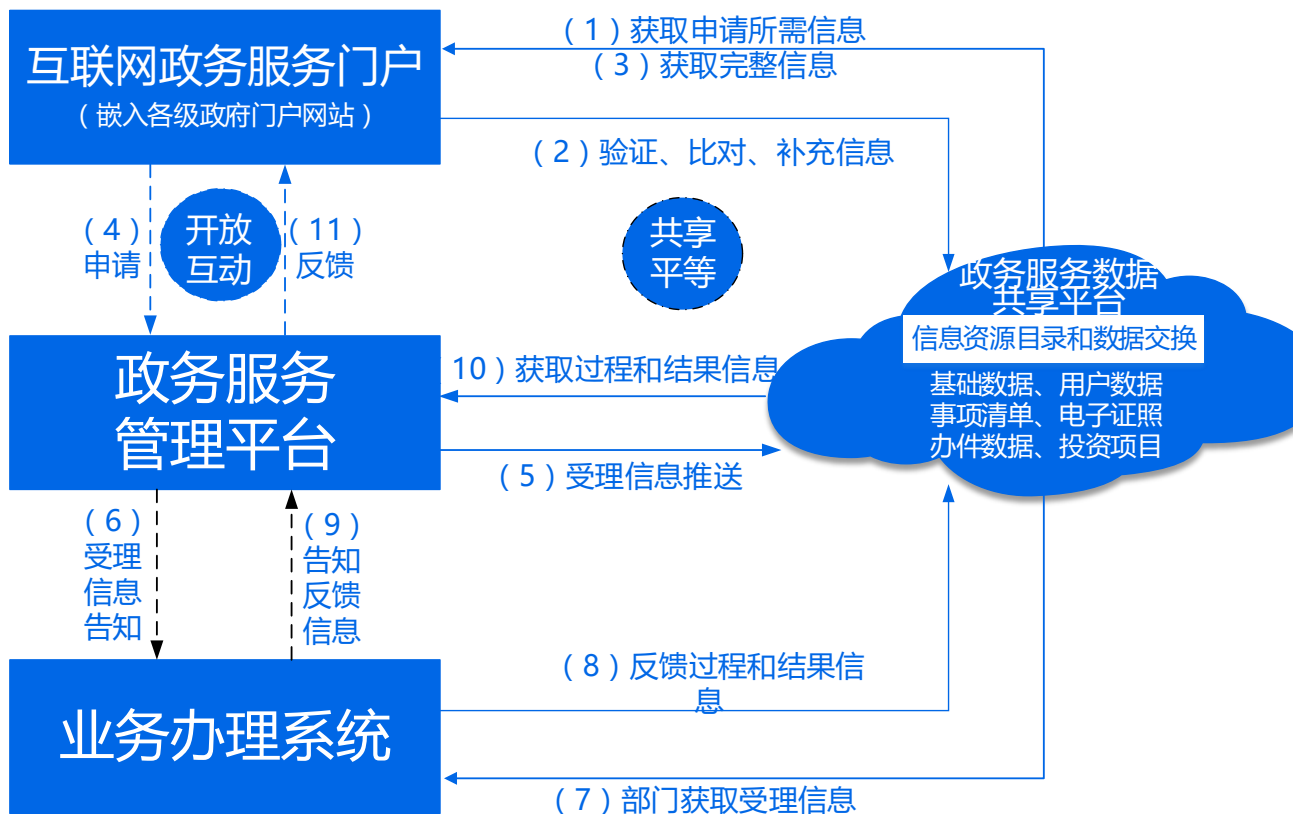 （1）获取申请所需信息
（3）获取完整信息
互联网政务服务门户
（嵌入各级政府门户网站）
（2）验证、比对、补充信息
（4）
申请
开放
互动
（11）
反馈
共享
平等
政务服务数据
共享平台
信息资源目录和数据交换
基础数据、用户数据
事项清单、电子证照
办件数据、投资项目
政务服务
管理平台
10）获取过程和结果信息
（5）受理信息推送
（6）
受理
信息
告知
（9）
告知
反馈
信息
（8）反馈过程和结果信
息
业务办理系统
（7）部门获取受理信息